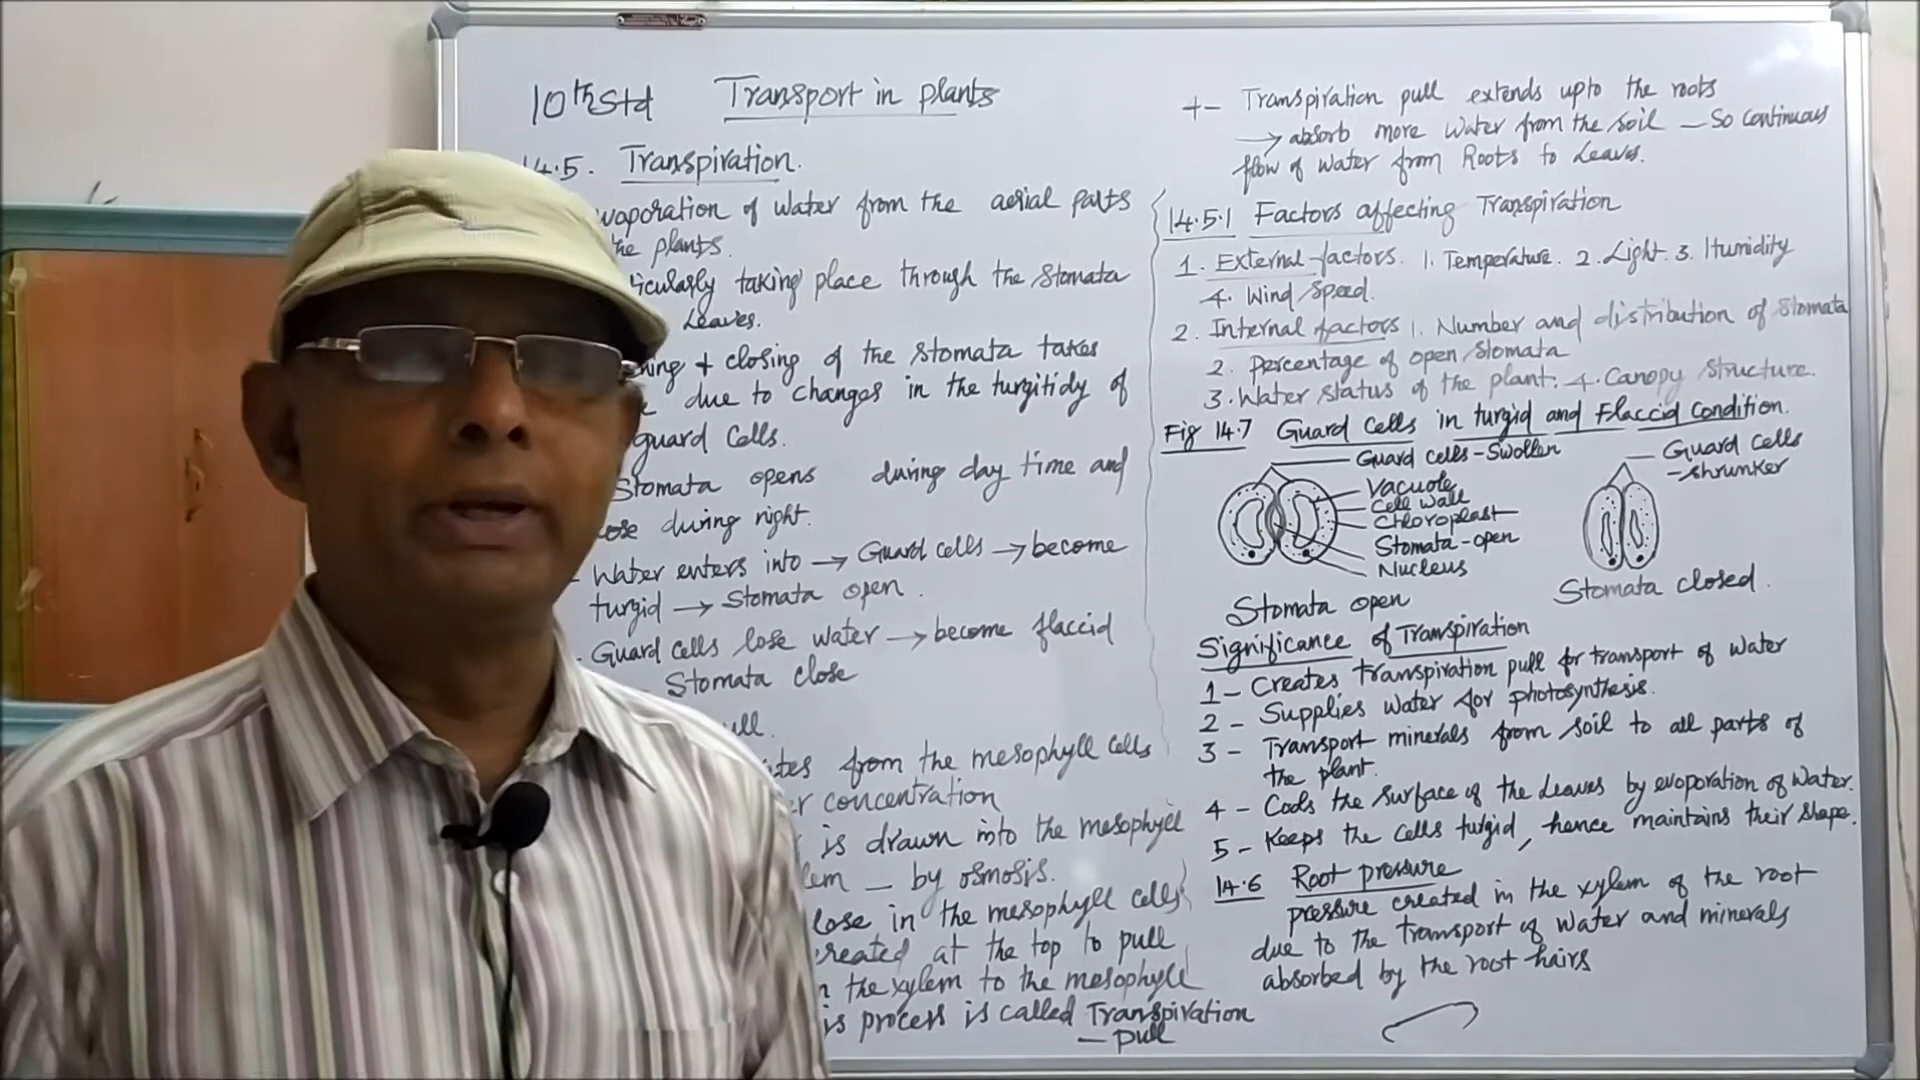 10th Std Transport in plants
14.5. Transpiration.
vaporation of water from the aerial parts
the plants.
ticularly taking place through the stomata
Leaves.
ning + closing of the stomata takes
due to changes in the turgitidy of
guard cells.
Stomata opens during day time and
lose during right.
- Water enters into → Guard cells → become
turgid → Stomata open.
- Guard cells lose water → become flaccid
Stomata close
ull.
ates from the mesophyll cells
er concentration
is drawn into the mesophyll
lem – by osmosis.
lose in the mesophyll cells
created at the top to pull
n the xylem to the mesophyll
is process is called Transpiration
– pull
+ – Transpiration pull extends upto the roots
→ absorb more water from the soil – So continuous
flow of water from Roots to Leaves.
14.5.1 Factors affecting Transpiration
1. External factors. 1. Temperature. 2. Light. 3. Humidity
4. Wind speed.
2. Internal factors 1. Number and distribution of Stomata
2. Percentage of open stomata
3. Water status of the plant. 4. Canopy structure.
Fig 14.7 Guard cells in turgid and Flaccid Condition.
Guard cells – Swollen
Vacuole
Cell wall
Chloroplast
Stomata – open
Nucleus
Stomata open
Guard cells
– shrunker
Stomata closed.
Significance of Transpiration
1 – Creates transpiration pull for transport of water
2 – Supplies water for photosynthesis.
3 – Transport minerals from soil to all parts of
the plant.
4 – Cools the surface of the Leaves by evoporation of water.
5 – Keeps the cells turgid, hence maintains their shape.
14.6 Root pressure
pressure created in the xylem of the root
due to the transport of water and minerals
absorbed by the root hairs